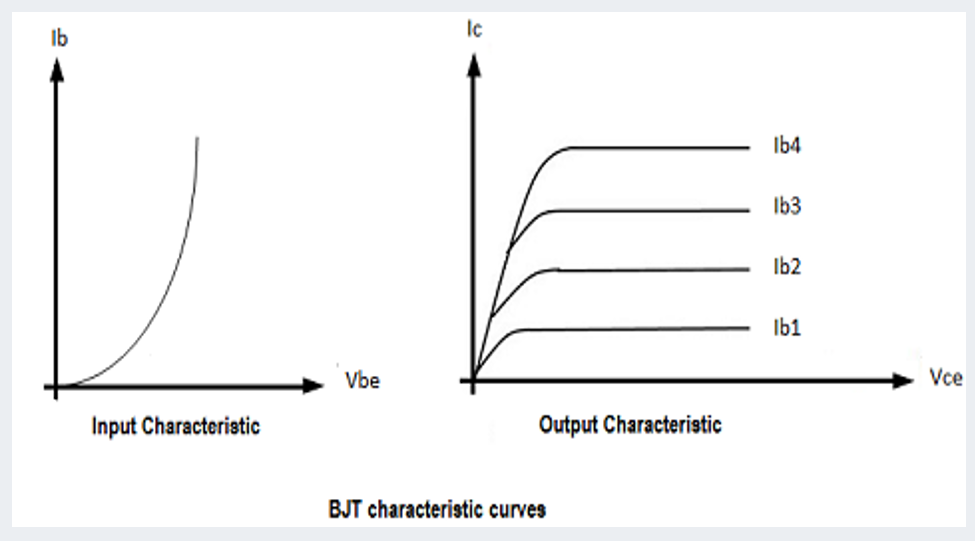 Ib
Vbe
Input Characteristic
Ic
Ib4
Ib3
Ib2
Ib1
Vce
Output Characteristic
BJT characteristic curves